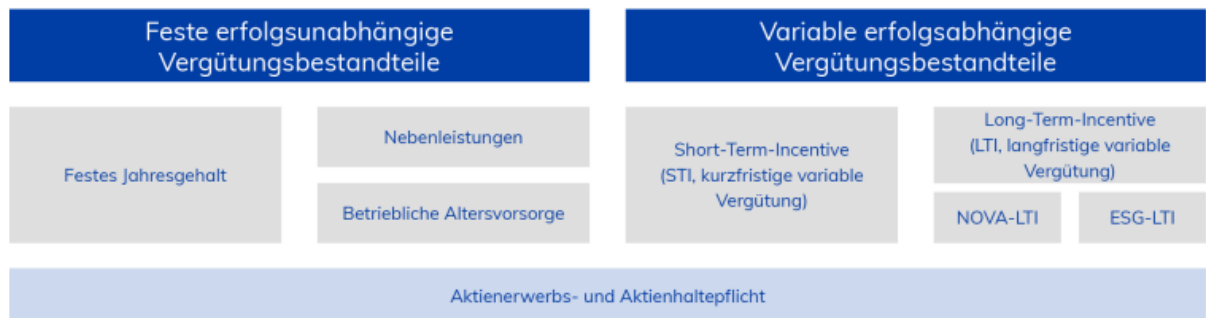 Feste erfolgsunabhängige
Vergütungsbestandteile
Variable erfolgsabhängige
Vergütungsbestandteile
Festes Jahresgehalt
Nebenleistungen
Betriebliche Altersvorsorge
Short-Term-Incentive
(STI, kurzfristige variable
Vergütung)
Long-Term-Incentive
(LTI, langfristige variable
Vergütung)
NOVA-LTI
ESG-LTI
Aktienerwerbs- und Aktienhaltepflicht